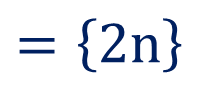 = {2n}